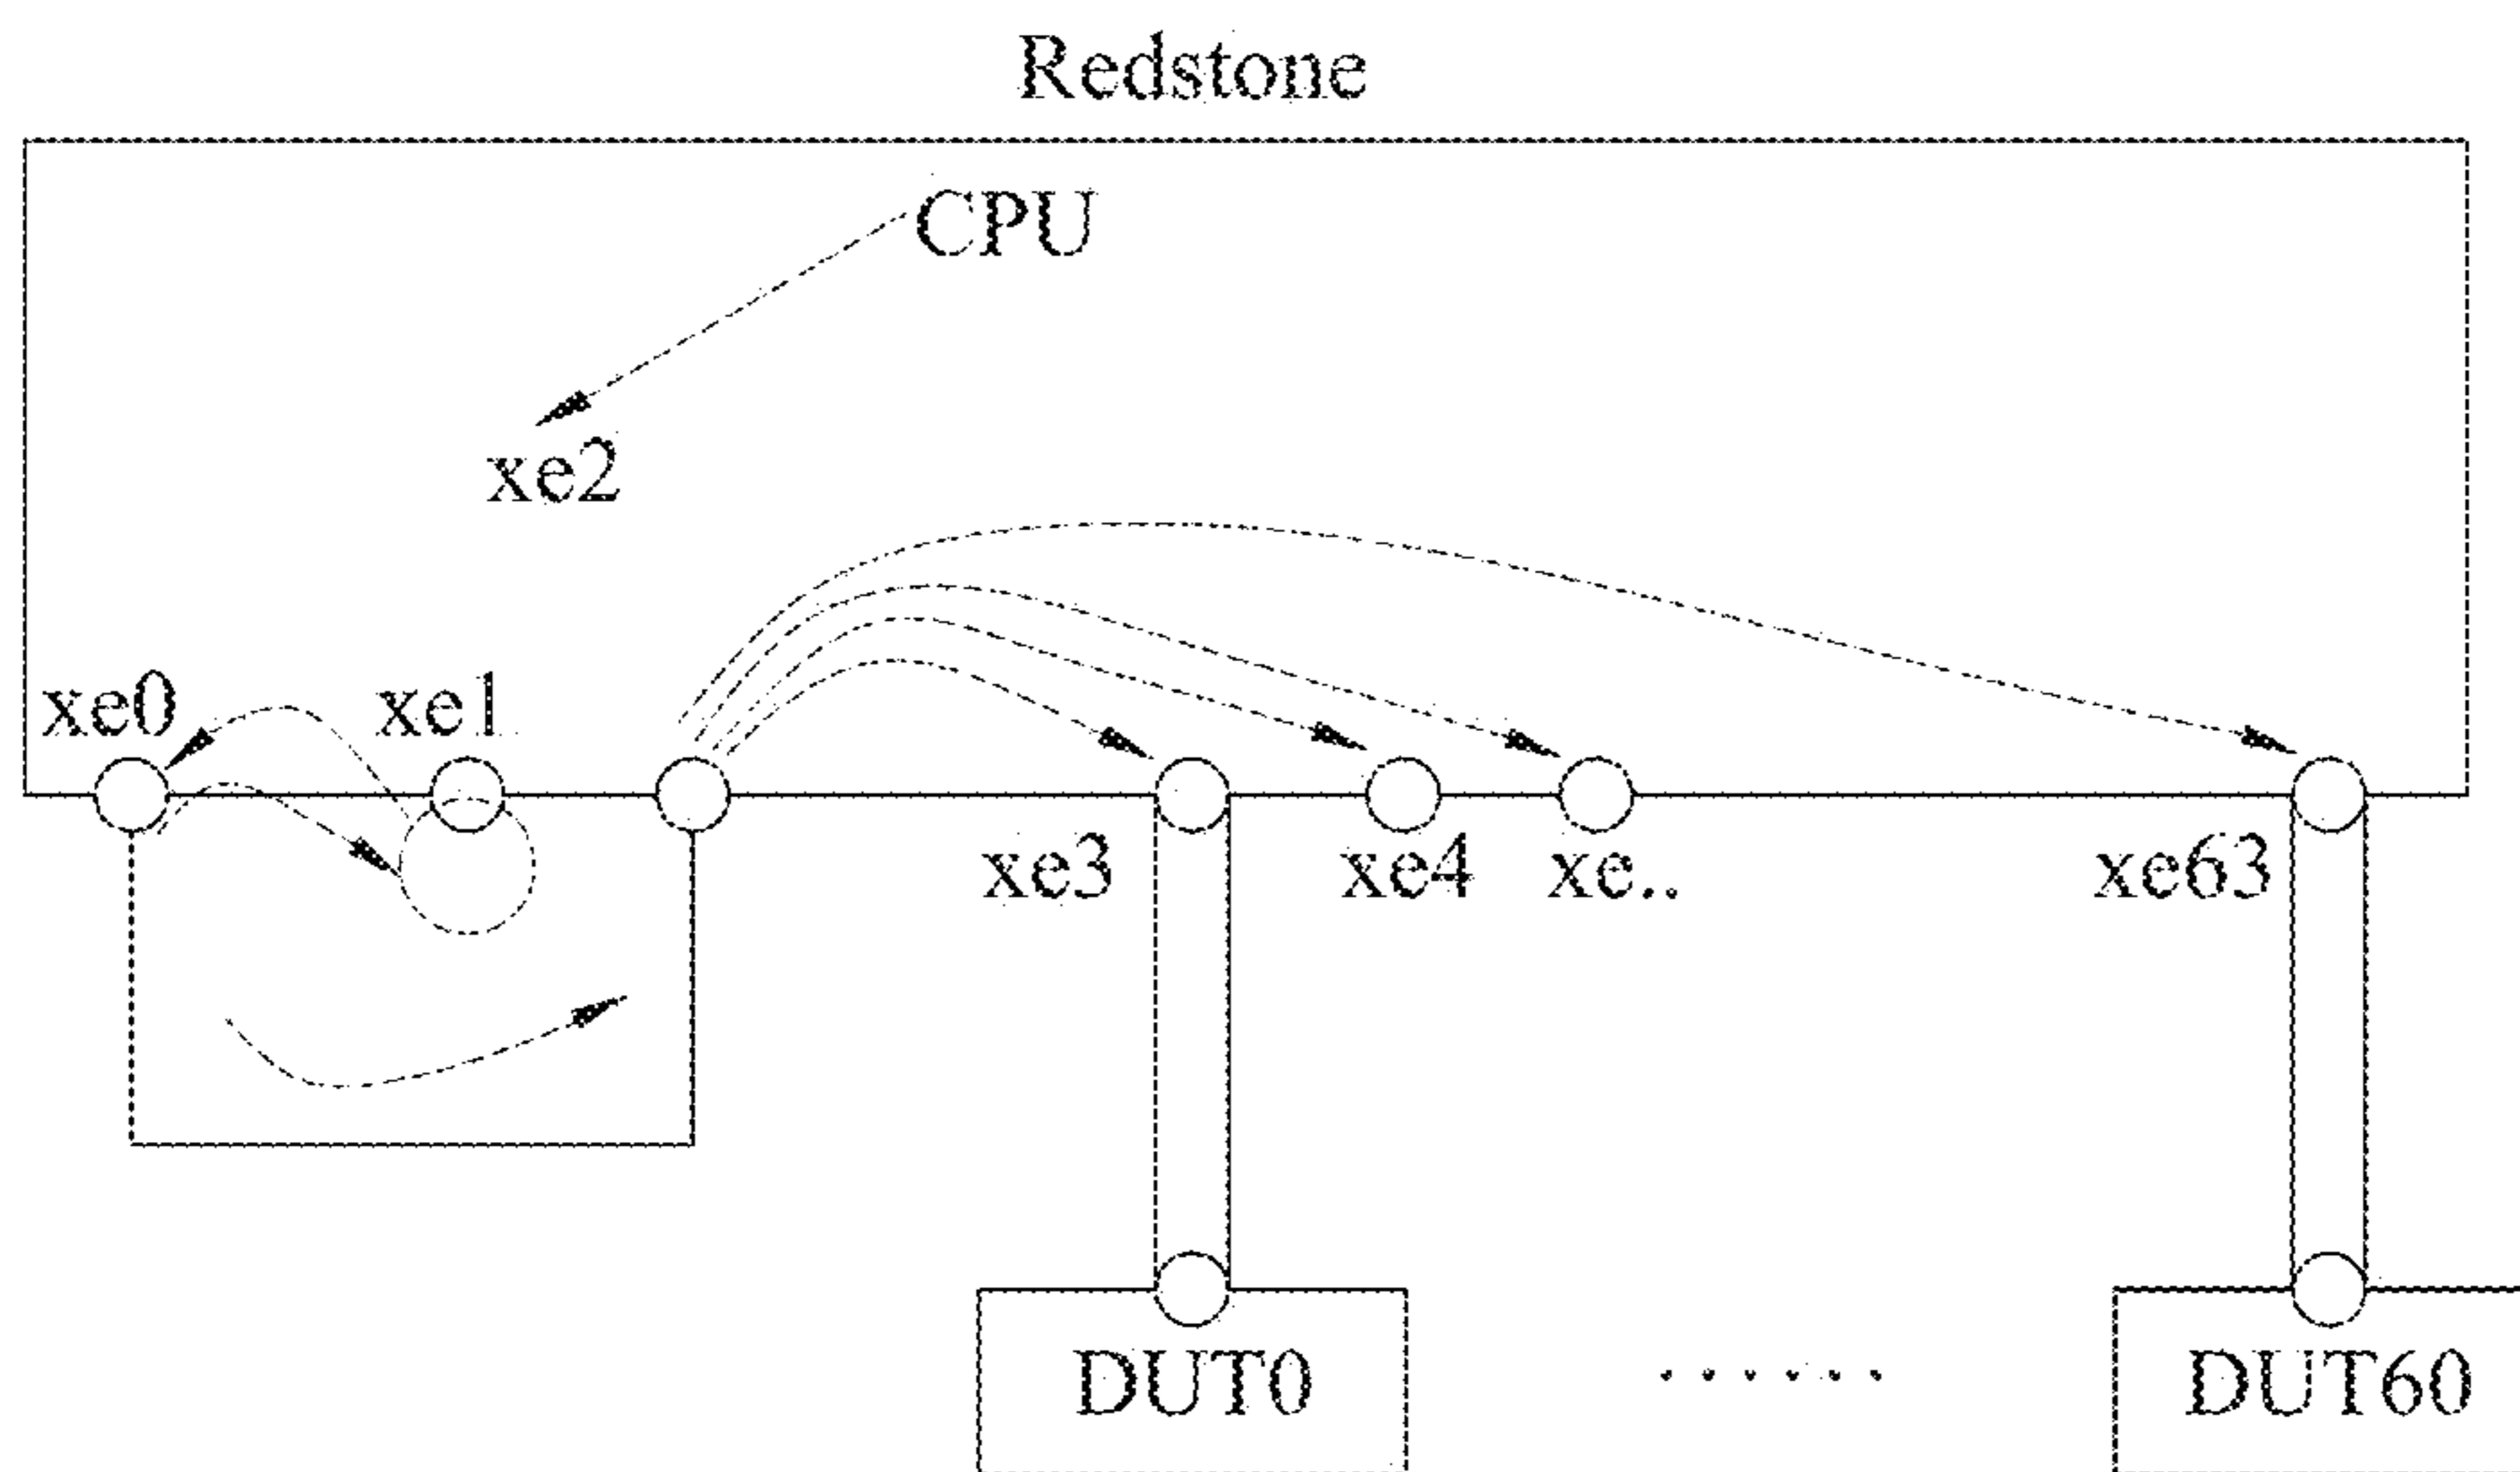 Redstone
CPU
xe2
xe0 xe1
xe3 xe4 xe.. xe63
DUT0 ...... DUT60